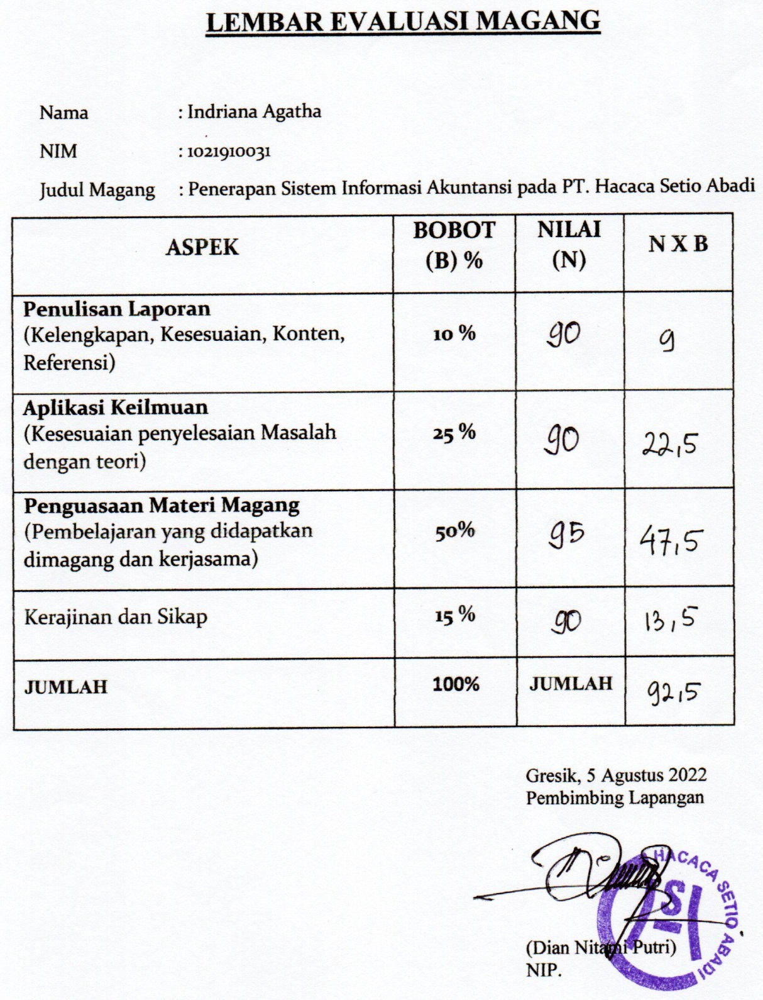 LEMBAR EVALUASI MAGANG
Nama : Indriana Agatha
NIM : 1021910031
Judul Magang : Penerapan Sistem Informasi Akuntansi pada PT. Hacaca Setio Abadi
ASPEK BOBOT (B) % NILAI (N) N X B
Penulisan Laporan
(Kelengkapan, Kesesuaian, Konten, 10 % 90 9
Referensi)
Aplikasi Keilmuan
(Kesesuaian penyelesaian Masalah 25 % 90 22,5
dengan teori)
Penguasaan Materi Magang
(Pembelajaran yang didapatkan 50% 95 47,5
dimagang dan kerjasama)
Kerajinan dan Sikap 15 % 90 13,5
JUMLAH 100% JUMLAH 92,5
Gresik, 5 Agustus 2022
Pembimbing Lapangan
HACACA SETIO ABADI
(Dian Nitami Putri)
NIP.